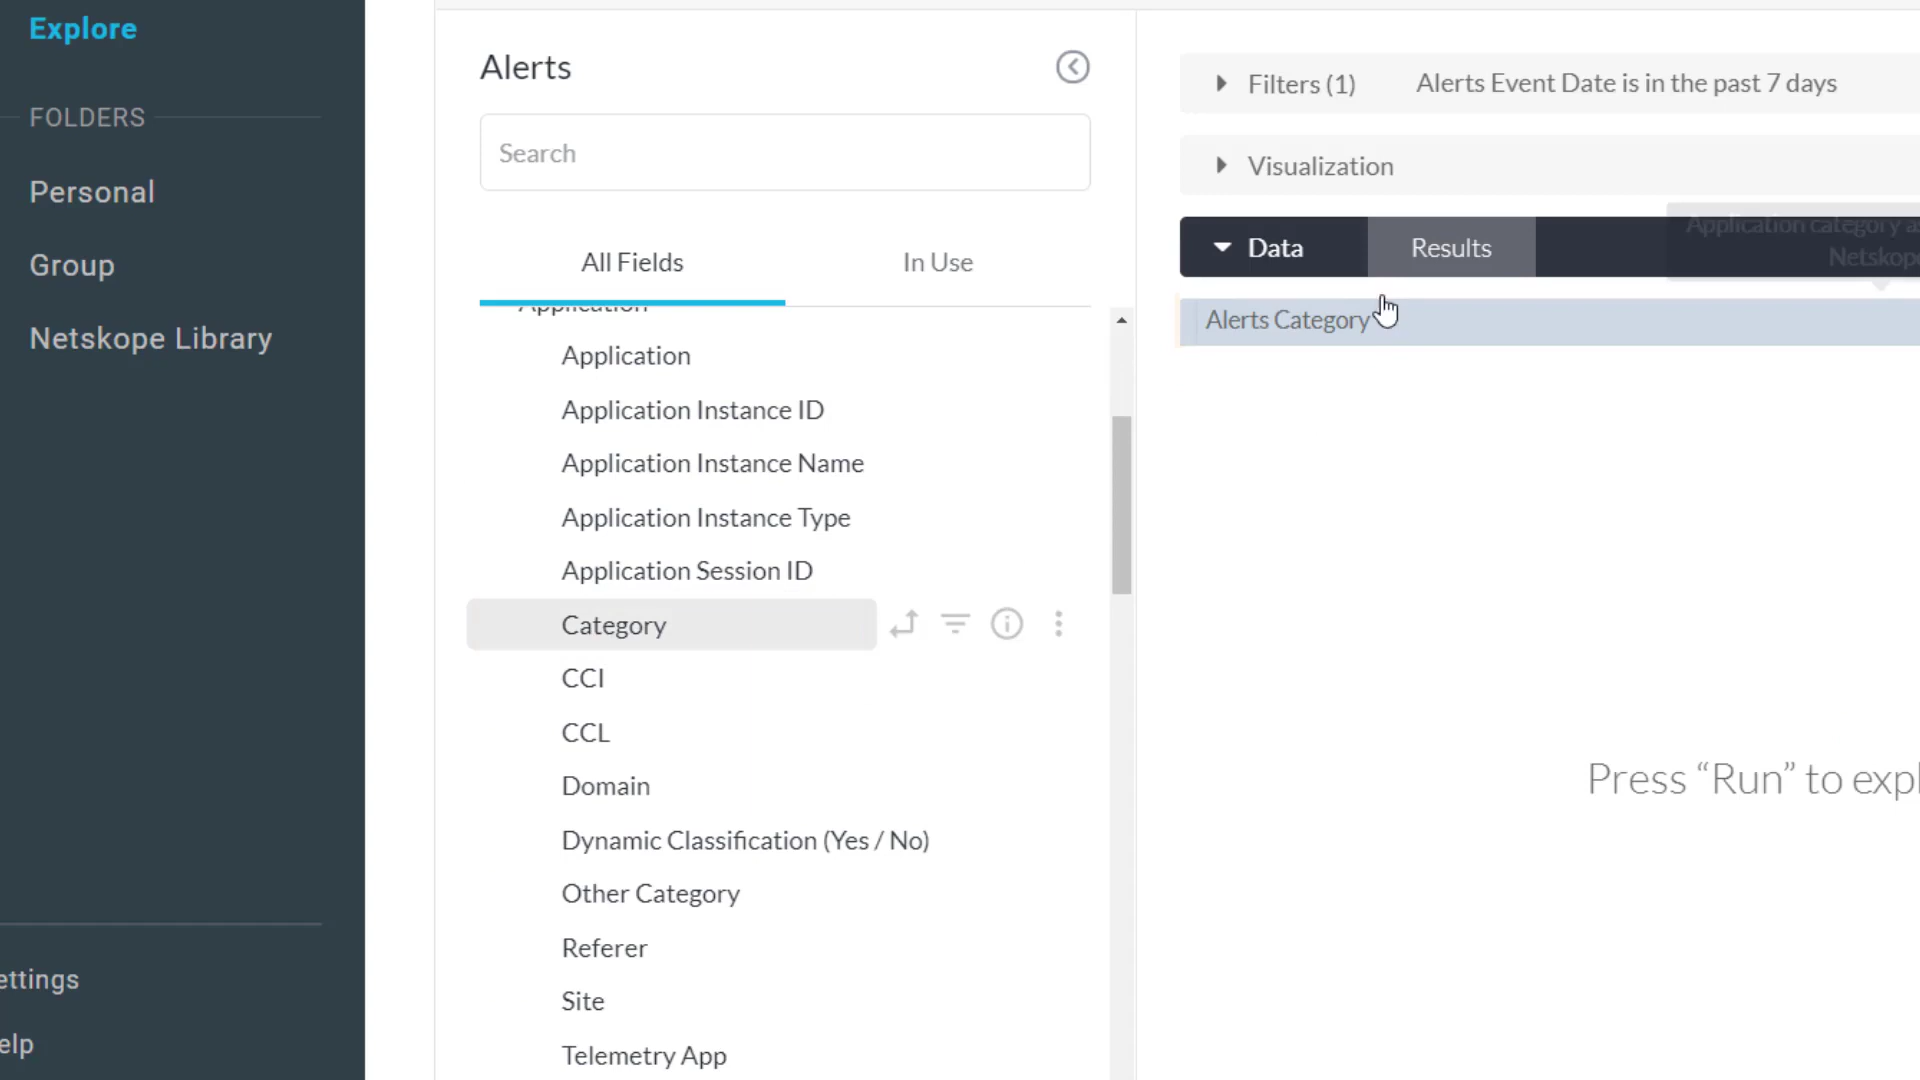 Explore
FOLDERS
Personal
Group
Netskope Library
ettings
elp
Alerts
Search
All Fields
In Use
Application
Application
Application Instance ID
Application Instance Name
Application Instance Type
Application Session ID
Category
CCI
CCL
Domain
Dynamic Classification (Yes / No)
Other Category
Referer
Site
Telemetry App
Filters (1) Alerts Event Date is in the past 7 days
Visualization
Data Results
Application category a
Netskope
Alerts Category
Press “Run” to expl